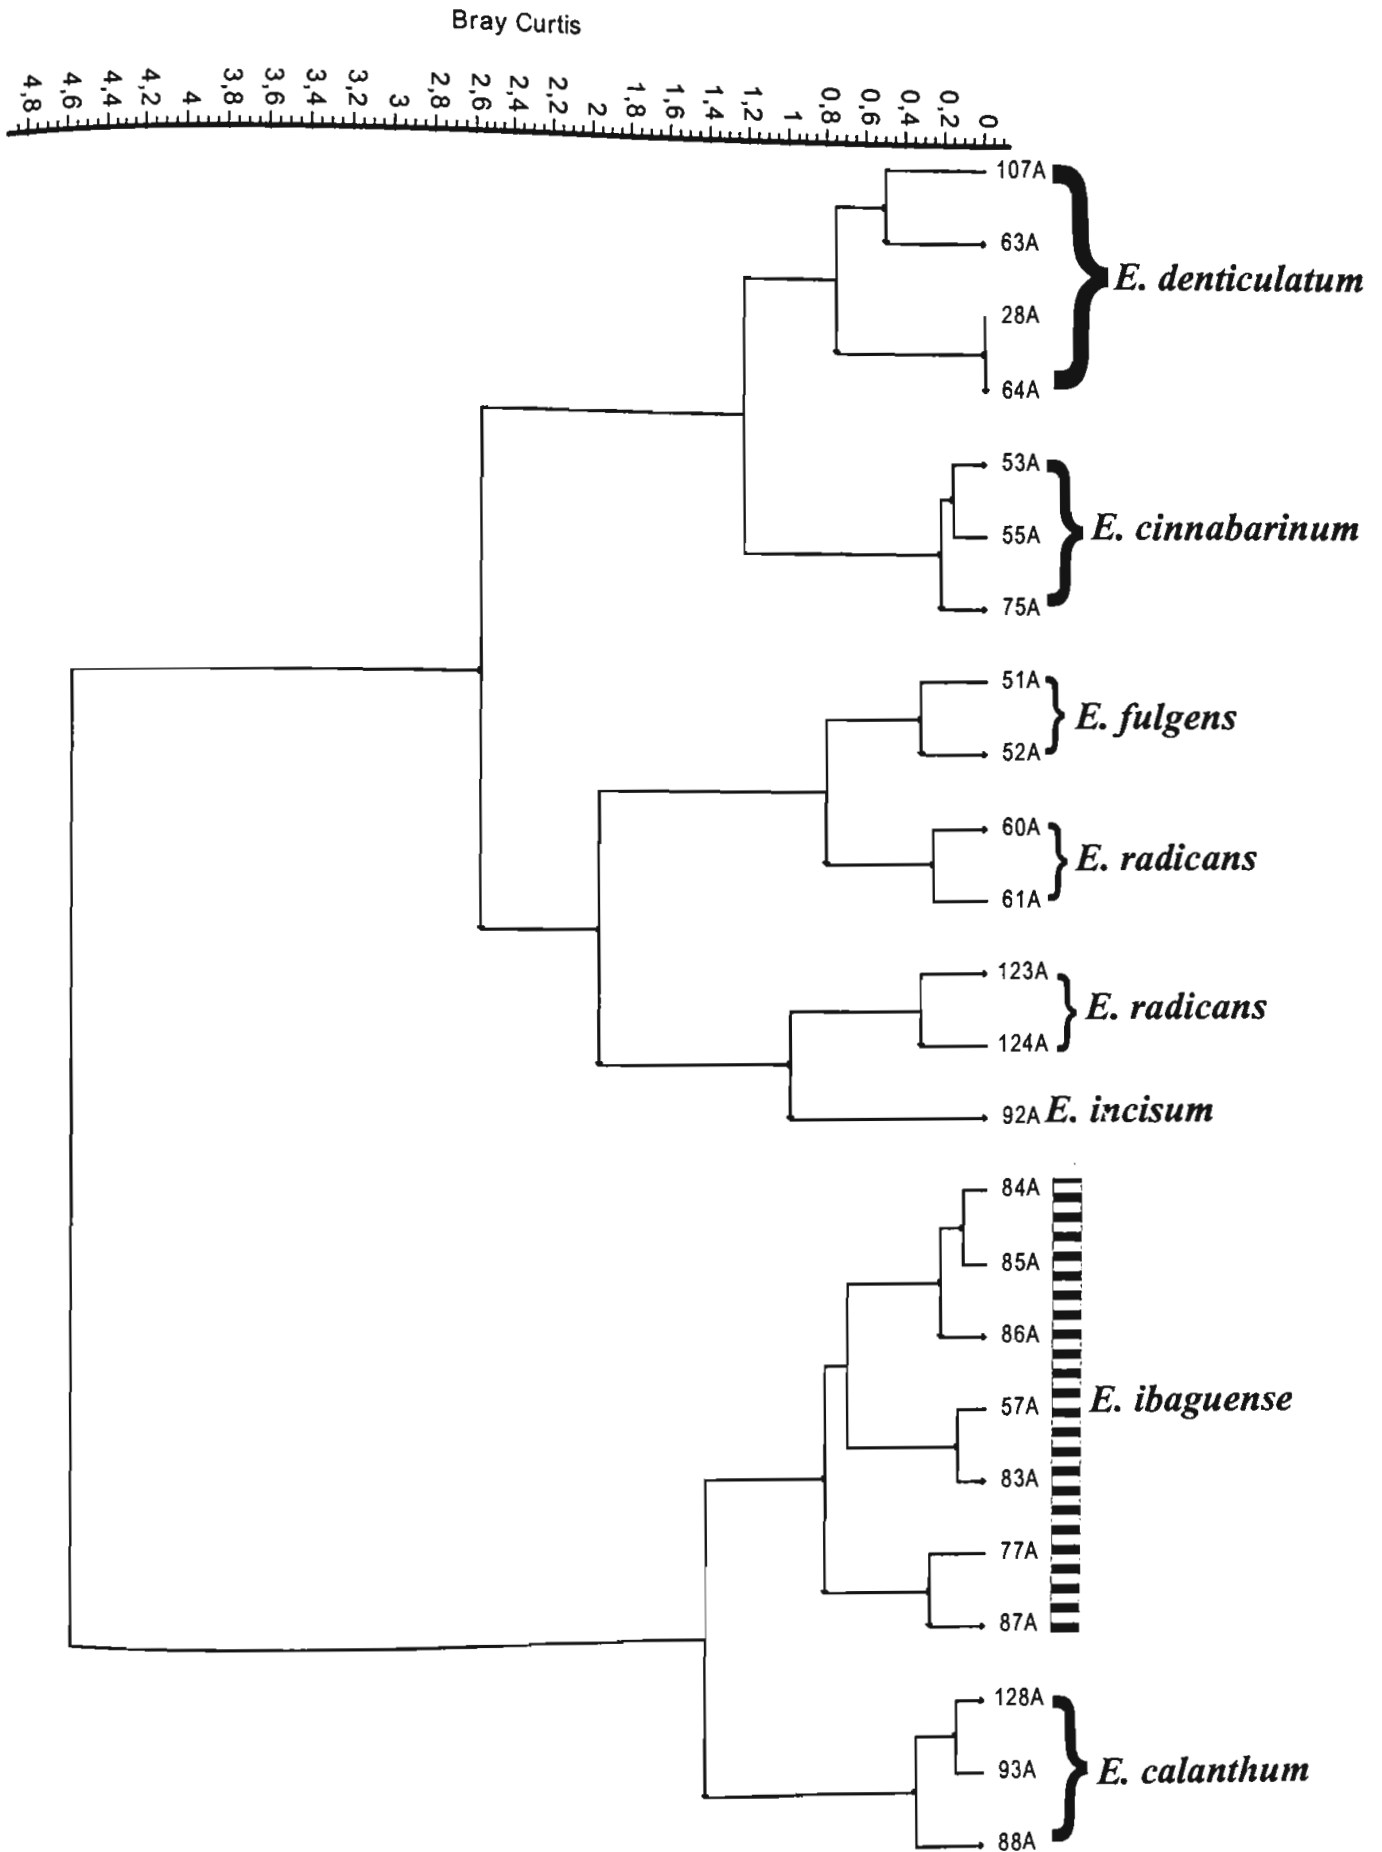 Bray Curtis
4,8 4,6 4,4 4,2 4 3,8 3,6 3,4 3,2 3 2,8 2,6 2,4 2,2 2 1,8 1,6 1,4 1,2 1 0,8 0,6 0,4 0,2 0
107A
63A
E. denticulatum
28A
64A
53A
E. cinnabarinum
55A
75A
51A
E. fulgens
52A
60A
E. radicans
61A
123A
E. radicans
124A
92A E. incisum
84A
85A
86A
E. ibaguense
57A
83A
77A
87A
128A
93A E. calanthum
88A